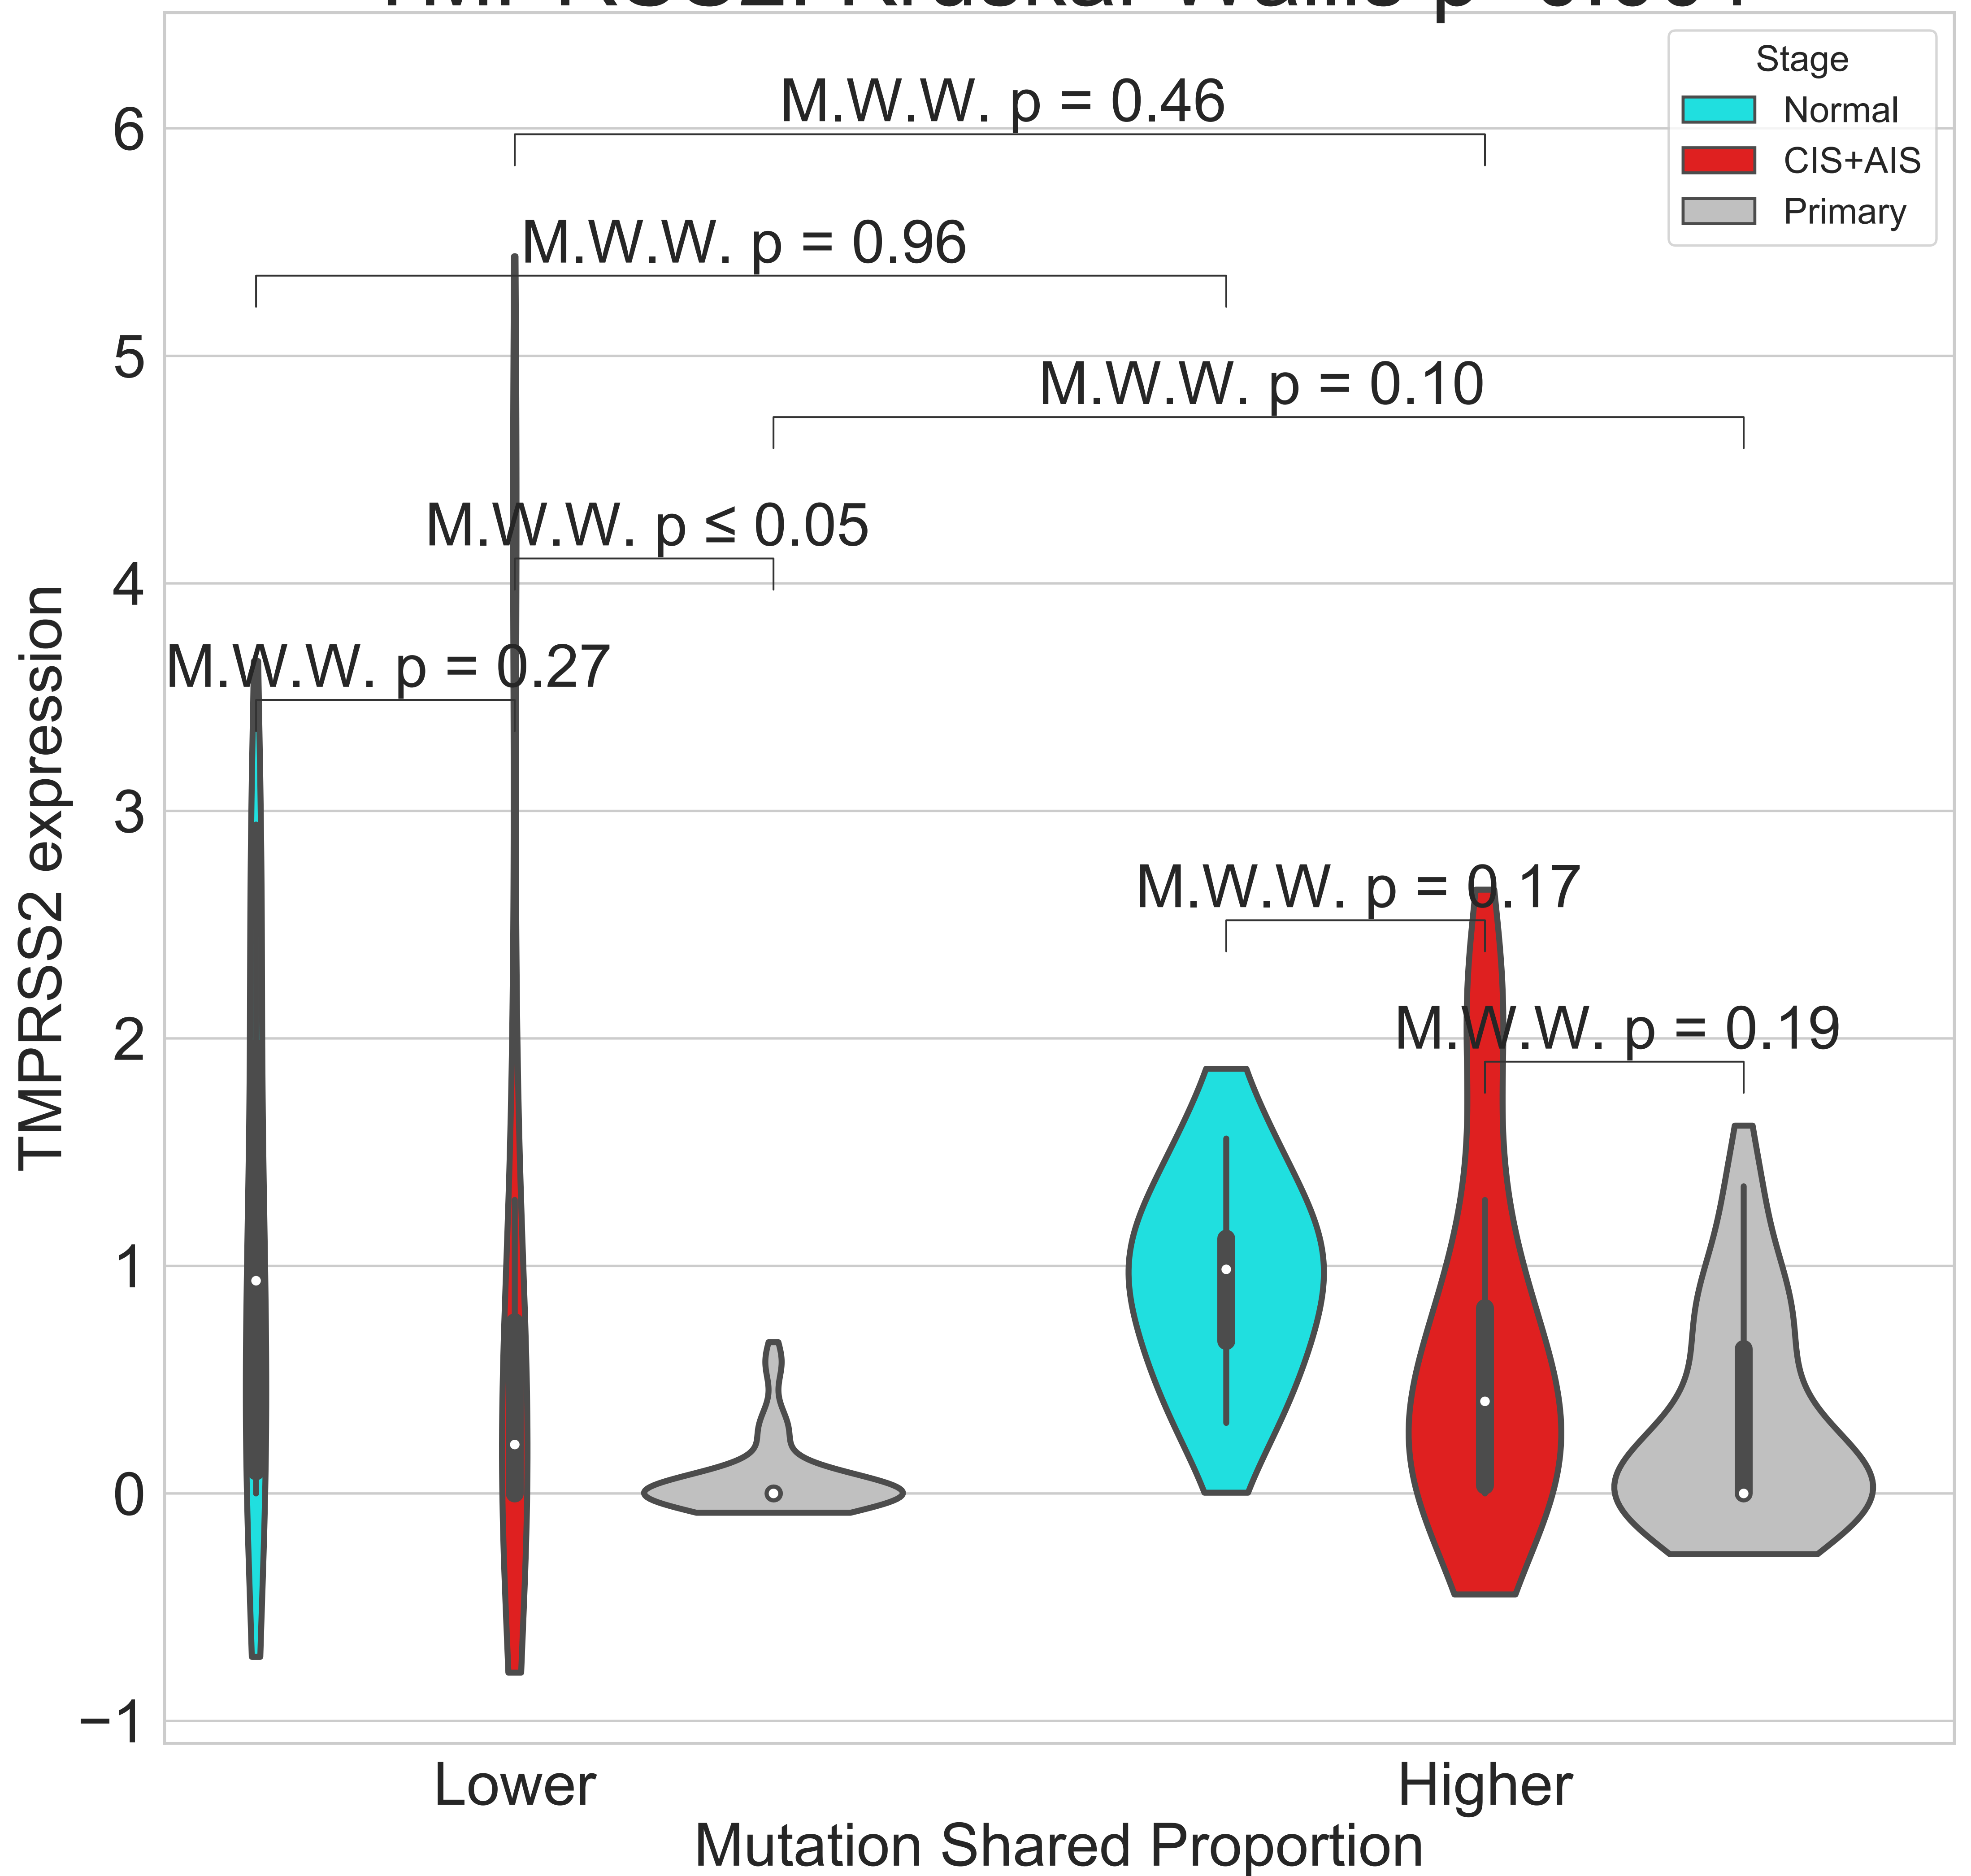 Stage
Normal
CIS+AIS
Primary
M.W.W. p = 0.46
M.W.W. p = 0.96
M.W.W. p = 0.10
M.W.W. p ≤ 0.05
M.W.W. p = 0.27
M.W.W. p = 0.17
M.W.W. p = 0.19
6
5
4
3
2
1
0
−1
TMPRSS2 expression
Lower
Higher
Mutation Shared Proportion